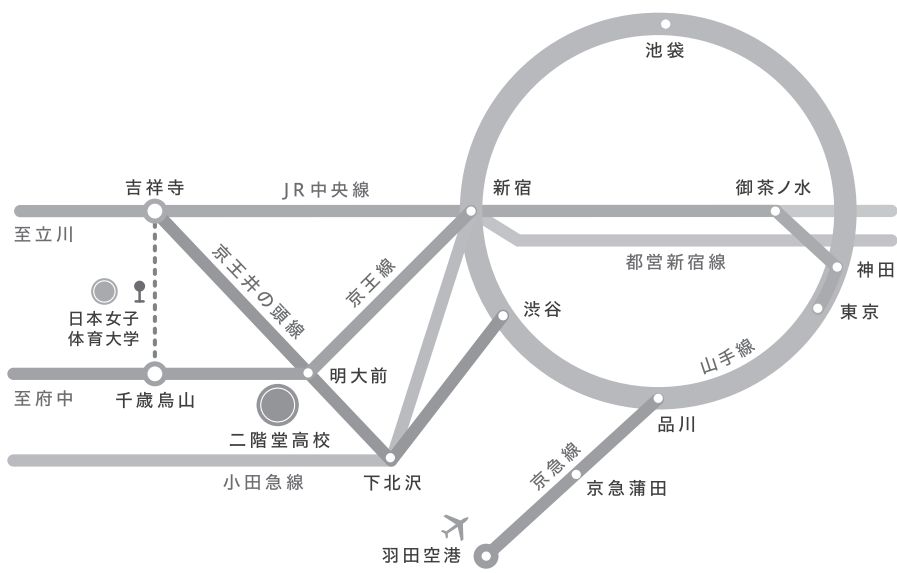 池袋
吉祥寺
JR中央線
新宿
御茶ノ水
至立川
京王井の頭線
京王線
都営新宿線
神田
日本女子
体育大学
渋谷
東京
山手線
明大前
至府中
千歳烏山
二階堂高校
品川
小田急線
下北沢
京急線
京急蒲田
羽田空港